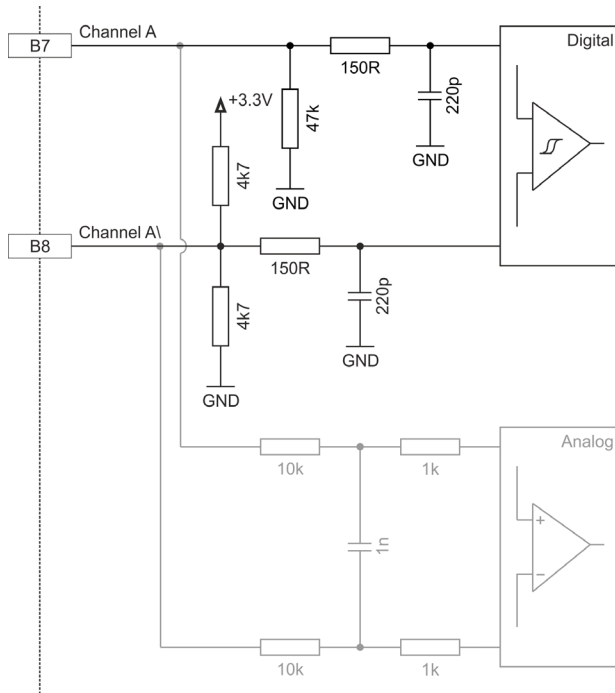 B7
Channel A
Digital
150R
220p
+3.3V
47k
GND
4k7
GND
B8
Channel A\
150R
220p
4k7
GND
GND
Analog
10k
1k
+
1n
−
10k
1k